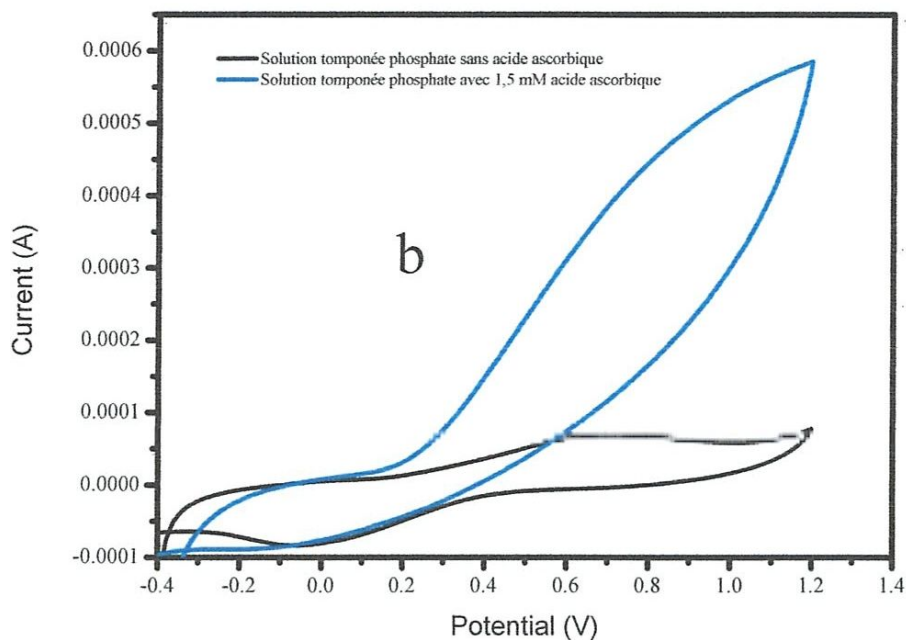 Solution tomponée phosphate sans acide ascorbique
Solution tomponée phosphate avec 1,5 mM acide ascorbique
0.0006
0.0005
0.0004
0.0003
0.0002
0.0001
0.0000
-0.0001
Current (A)
b
-0.4 -0.2 0.0 0.2 0.4 0.6 0.8 1.0 1.2 1.4
Potential (V)